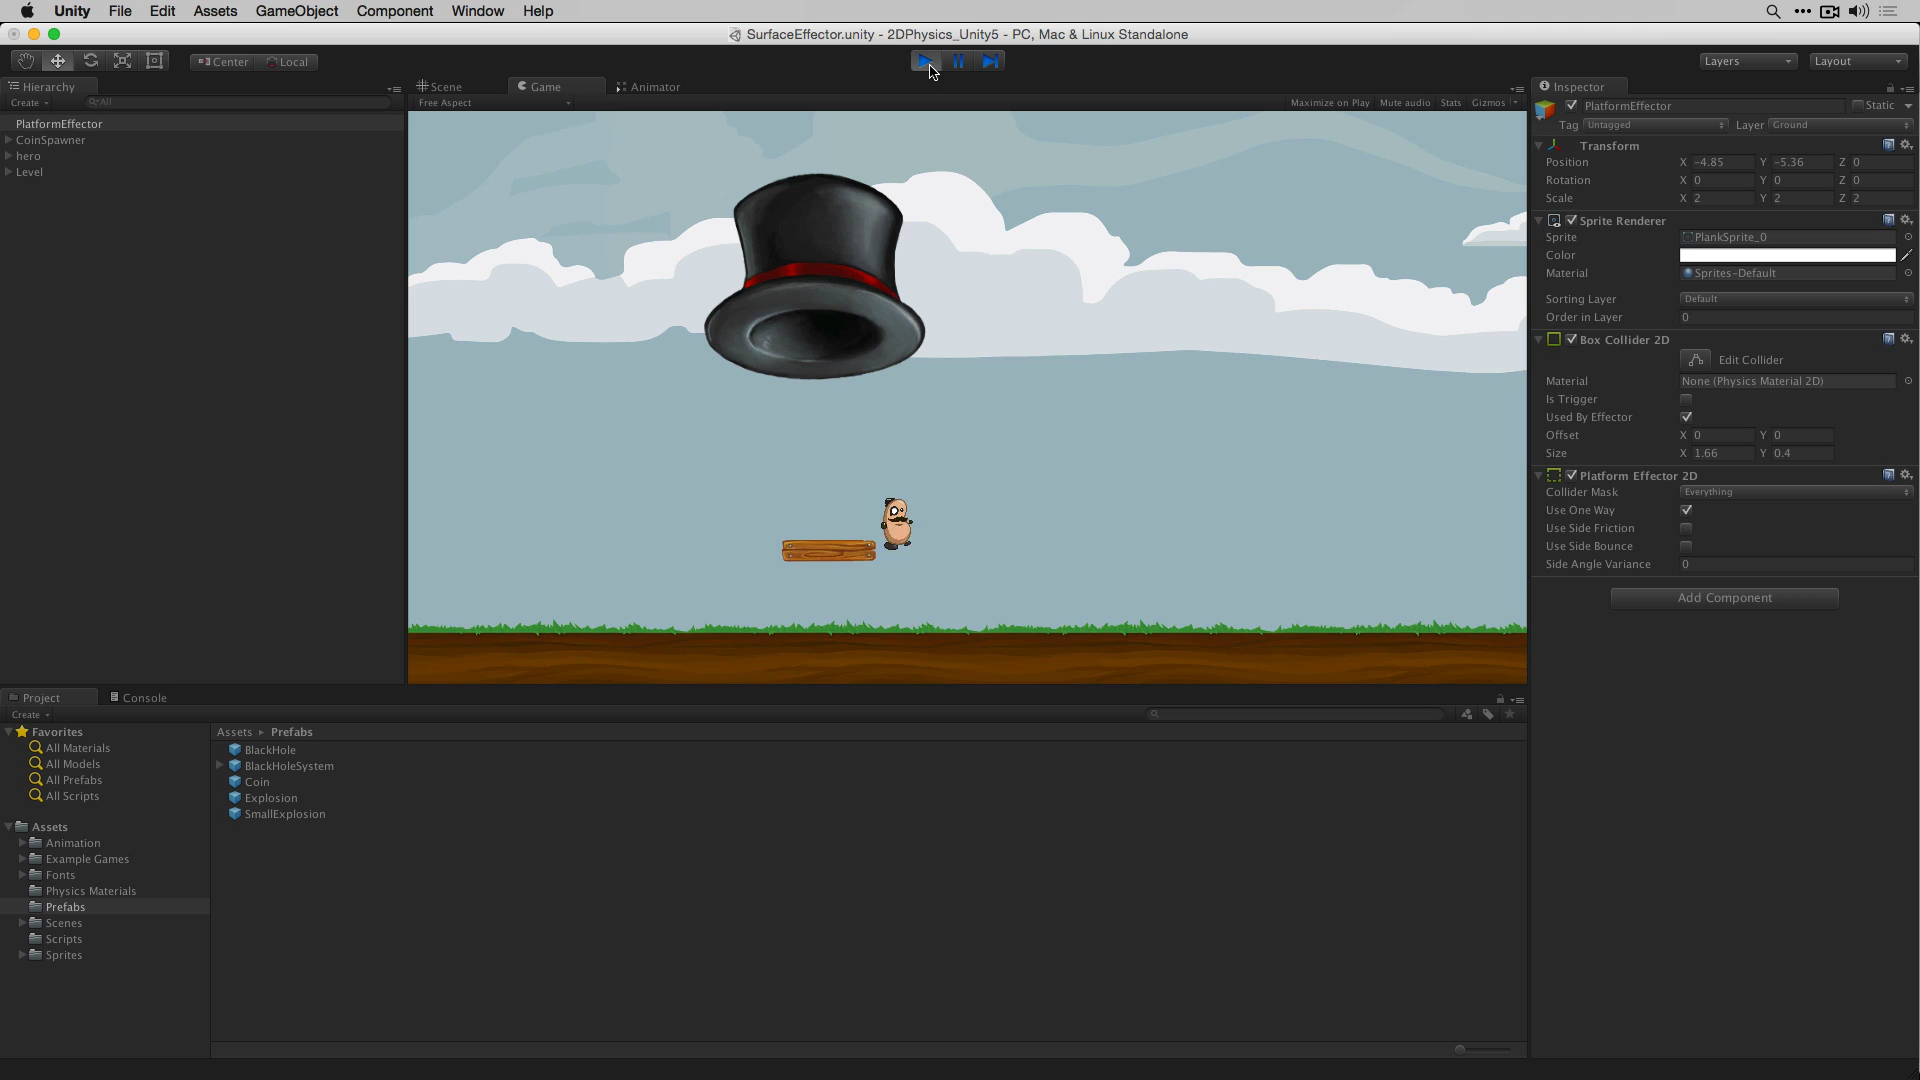 Unity File Edit Assets GameObject Component Window Help
SurfaceEffector.unity - 2DPhysics_Unity5 - PC, Mac & Linux Standalone
Center Local
Layers Layout
Hierarchy
Create All
PlatformEffector
CoinSpawner
hero
Level
Scene Game Animator
Free Aspect Maximize on Play Mute audio Stats Gizmos
Inspector
PlatformEffector Static
Tag Untagged Layer Ground
Transform
Position X -4.85 Y -5.36 Z 0
Rotation X 0 Y 0 Z 0
Scale X 2 Y 2 Z 2
Sprite Renderer
Sprite PlankSprite_0
Color
Material Sprites-Default
Sorting Layer Default
Order in Layer 0
Box Collider 2D
Edit Collider
Material None (Physics Material 2D)
Is Trigger
Used By Effector
Offset X 0 Y 0
Size X 1.66 Y 0.4
Platform Effector 2D
Collider Mask Everything
Use One Way
Use Side Friction
Use Side Bounce
Side Angle Variance 0
Add Component
Project Console
Create
Favorites
All Materials
All Models
All Prefabs
All Scripts
Assets
Animation
Example Games
Fonts
Physics Materials
Prefabs
Scenes
Scripts
Sprites
Assets Prefabs
BlackHole
BlackHoleSystem
Coin
Explosion
SmallExplosion